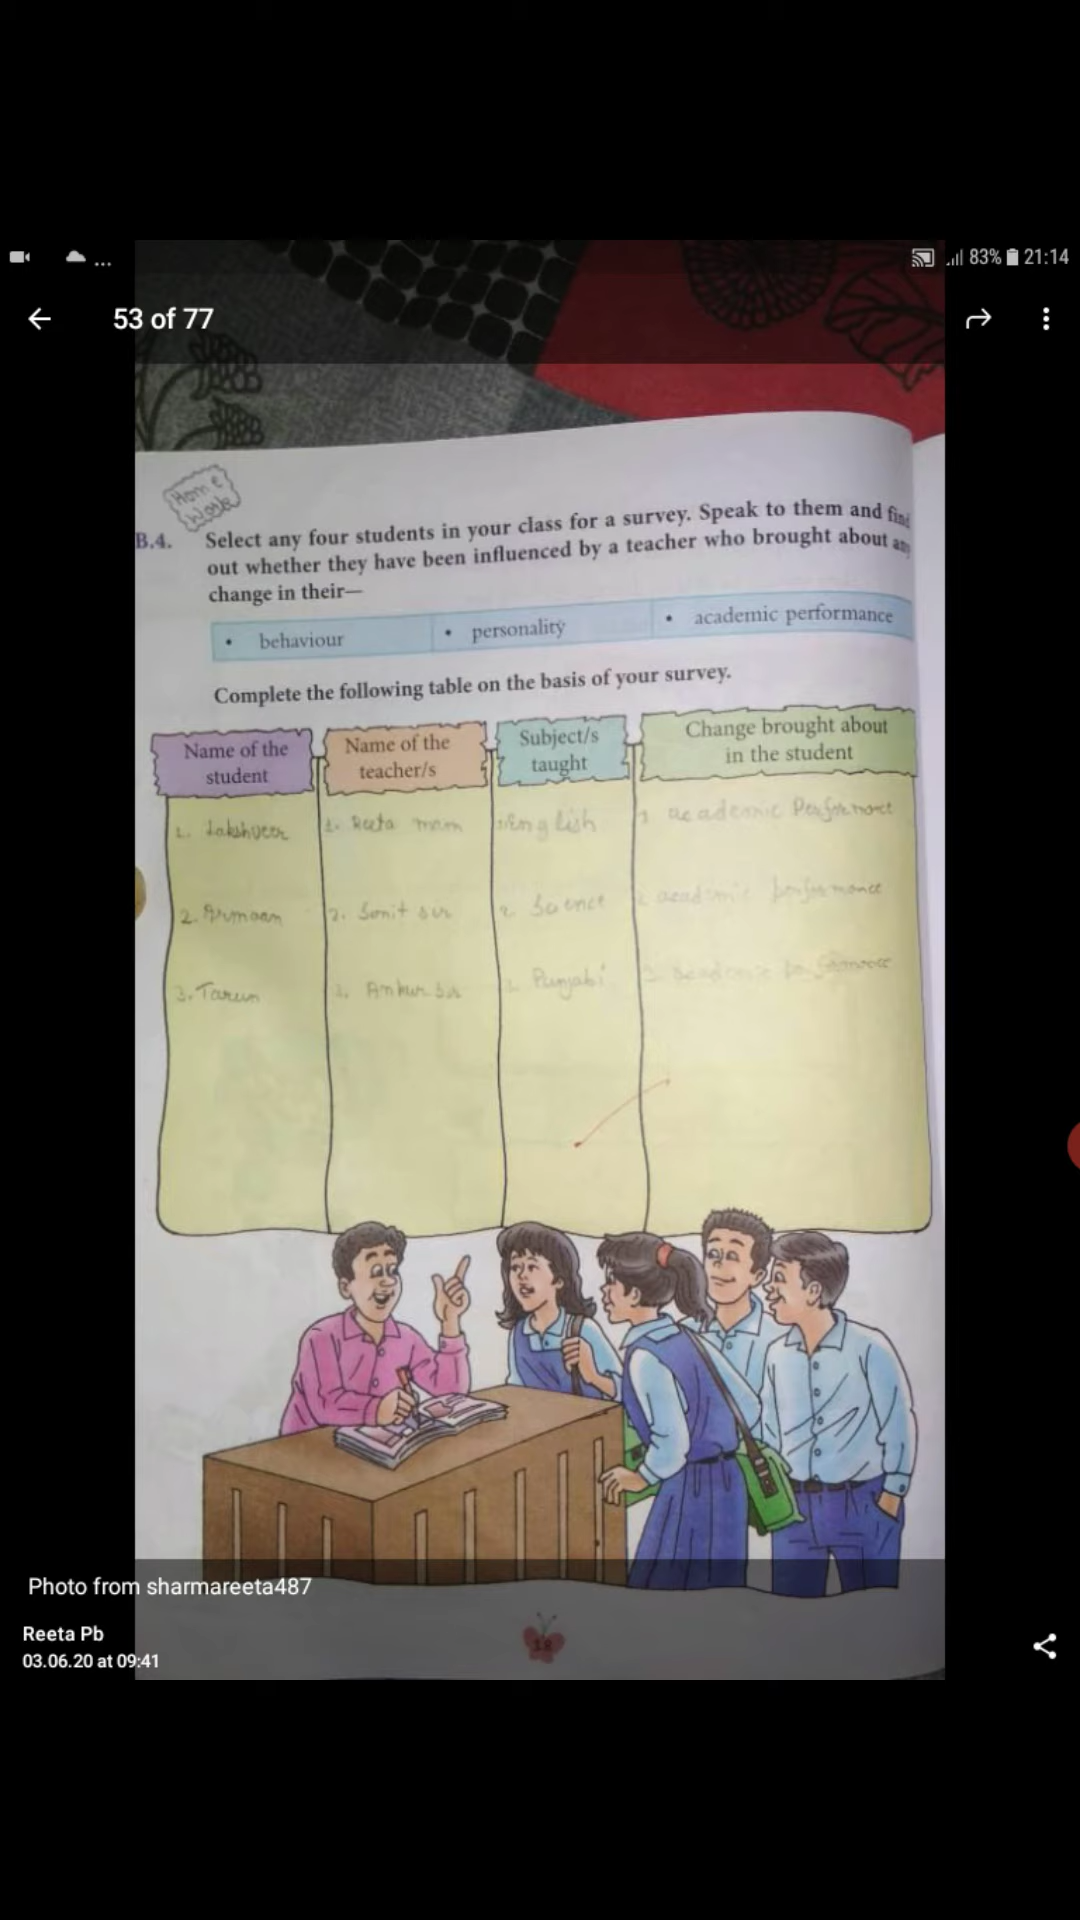 83% 21:14
53 of 77
Home
Work
B.4. Select any four students in your class for a survey. Speak to them and find
out whether they have been influenced by a teacher who brought about any
change in their—
• behaviour • personality • academic performance
Complete the following table on the basis of your survey.
Name of the student
Name of the teacher/s
Subject/s taught
Change brought about in the student
1. Lakshveer 1. Reeta mam 1. English 1. academic Performance
2. Armaan 2. Sumit sir 2. Science 2. academic performance
3. Tarun 3. Ankur sir 3. Punjabi 3. academic performance
Photo from sharmareeta487
Reeta Pb
03.06.20 at 09:41
18